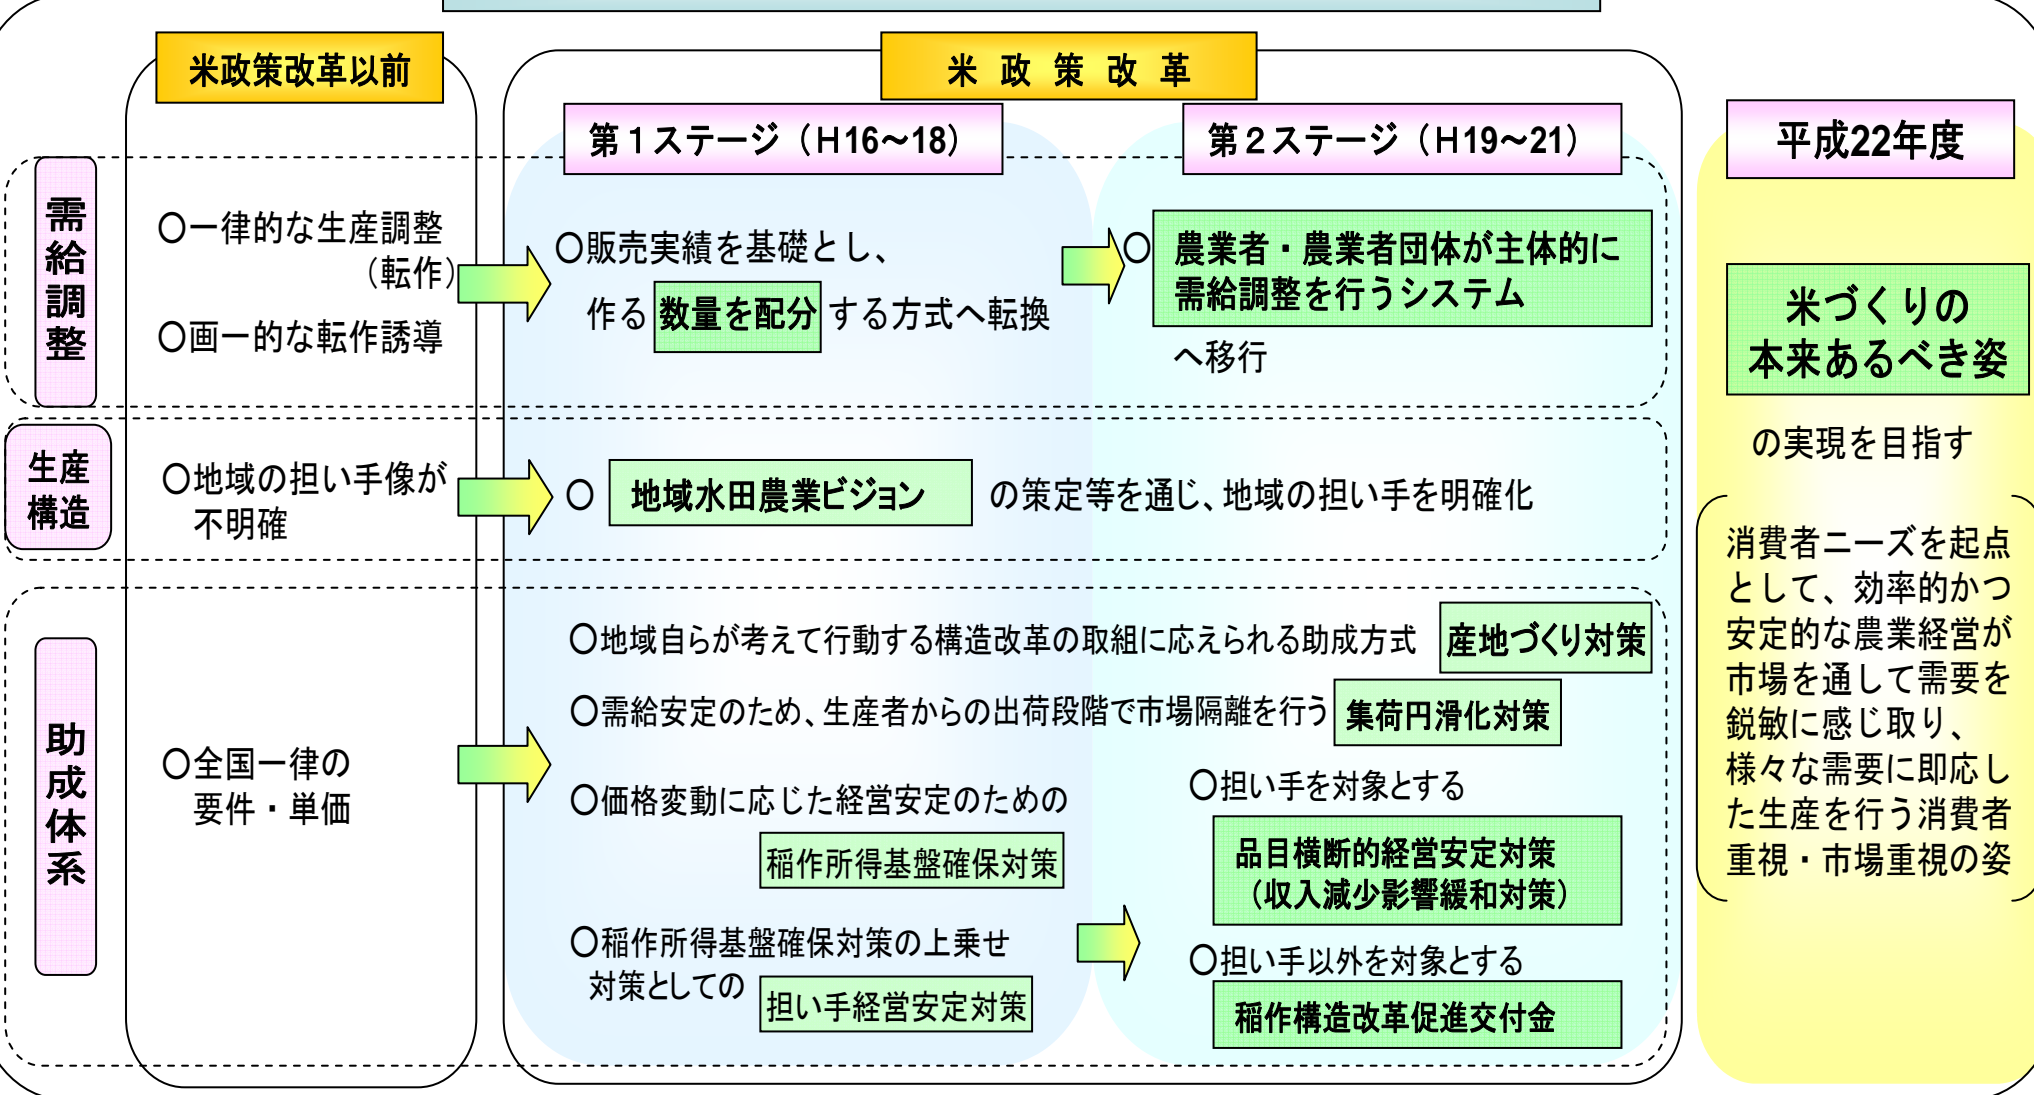 米政策改革以前
米政策改革
第1ステージ（H16～18）
第2ステージ（H19～21）
平成22年度
需給調整
〇一律的な生産調整
（転作）
〇画一的な転作誘導
〇販売実績を基礎とし、
作る 数量を配分 する方式へ転換
〇 農業者・農業者団体が主体的に
需給調整を行うシステム
へ移行
生産
構造
〇地域の担い手像が
不明確
〇 地域水田農業ビジョン の策定等を通じ、地域の担い手を明確化
助成体系
〇全国一律の
要件・単価
〇地域自らが考えて行動する構造改革の取組に応えられる助成方式 産地づくり対策
〇需給安定のため、生産者からの出荷段階で市場隔離を行う 集荷円滑化対策
〇価格変動に応じた経営安定のための
稲作所得基盤確保対策
〇稲作所得基盤確保対策の上乗せ
対策としての 担い手経営安定対策
〇担い手を対象とする
品目横断的経営安定対策
（収入減少影響緩和対策）
〇担い手以外を対象とする
稲作構造改革促進交付金
米づくりの
本来あるべき姿
の実現を目指す
消費者ニーズを起点
として、効率的かつ
安定的な農業経営が
市場を通して需要を
鋭敏に感じ取り、
様々な需要に即応し
た生産を行う消費者
重視・市場重視の姿